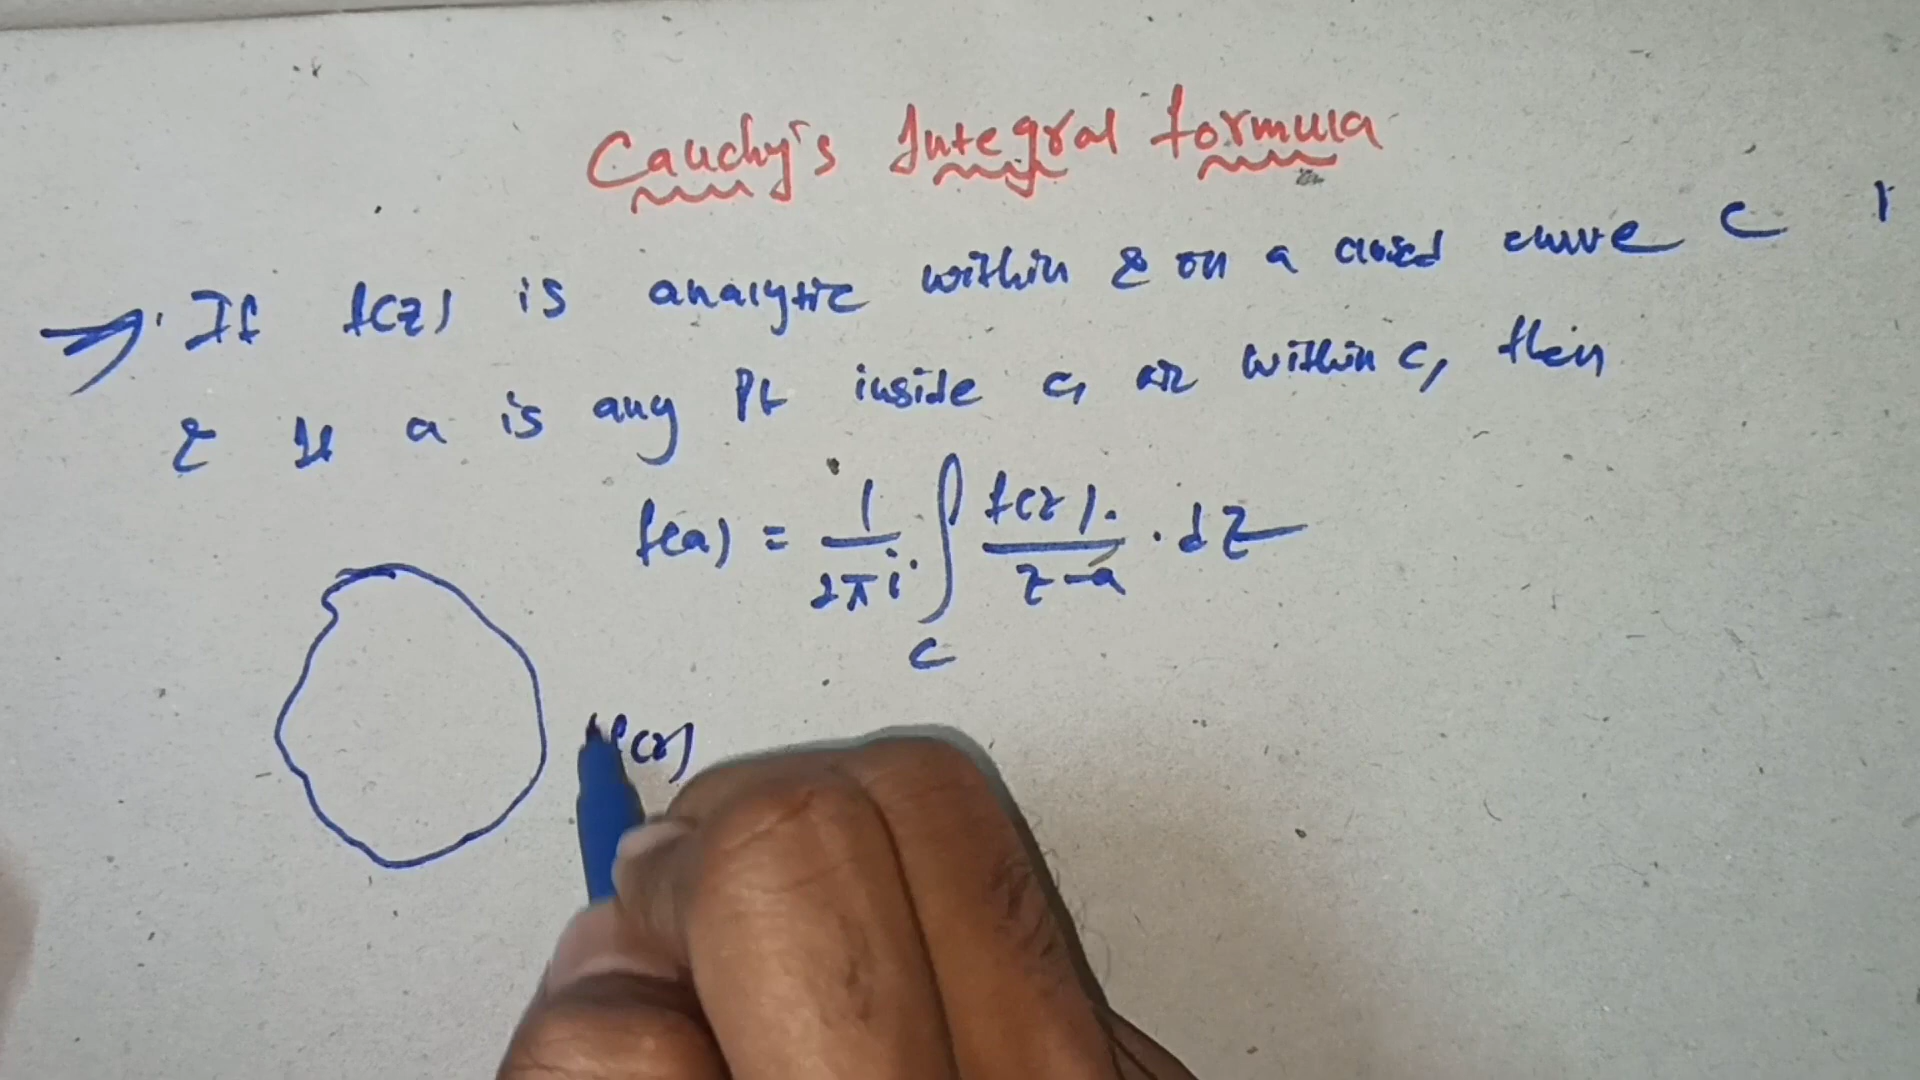 Cauchy's Integral formula
→ If f(z) is analytic within & on a closed curve C
& If a is any Pt inside C, or within C, then
f(a) = 1/2πi . ∫C f(z)/z-a . dz
f(z)